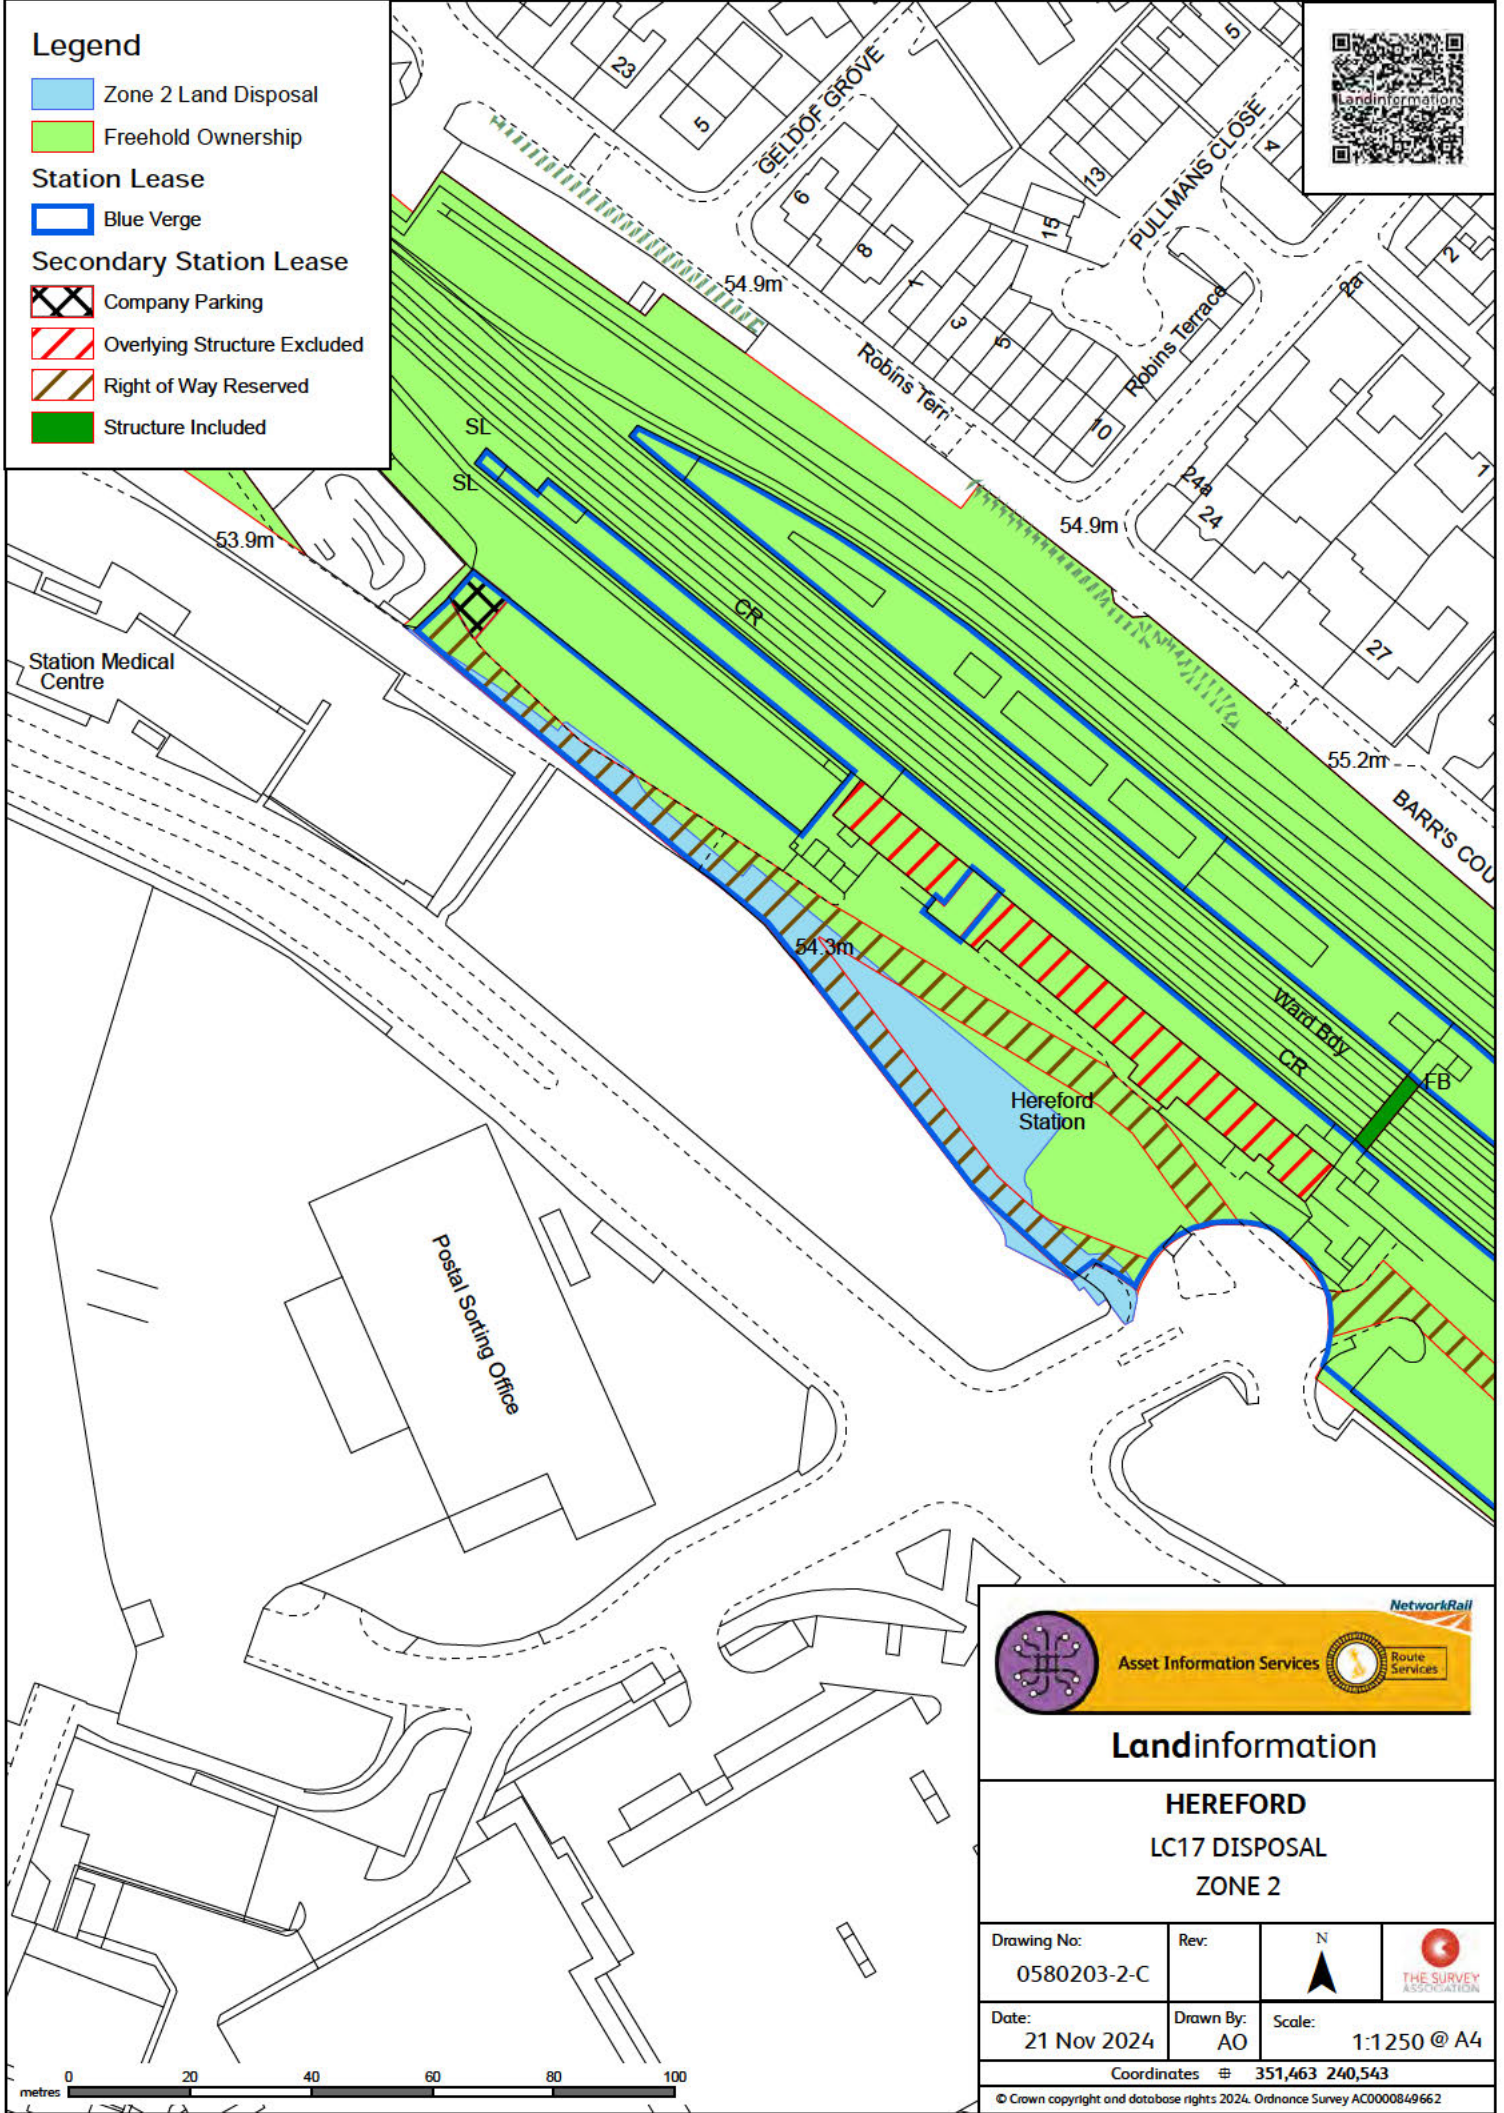 Legend
Zone 2 Land Disposal
Freehold Ownership
Station Lease
Blue Verge
Secondary Station Lease
Company Parking
Overlying Structure Excluded
Right of Way Reserved
Structure Included
Landinformation
23
5
GELDOF GROVE
5
13
PULLMANS CLOSE
4
6
8
15
2
2a
54.9m
1
3
5
Robins Terr
Robins Terrace
10
1
24a
24
54.9m
27
55.2m
BARR'S COU
SL
SL
53.9m
CR
Station Medical
Centre
54.3m
Ward Bdy
CR
FB
Hereford
Station
Postal Sorting Office
NetworkRail
Asset Information Services
Route
Services
Landinformation
HEREFORD
LC17 DISPOSAL
ZONE 2
Drawing No:
0580203-2-C
Rev:
N
THE SURVEY
ASSOCIATION
Date:
21 Nov 2024
Drawn By:
AO
Scale:
1:1250 @ A4
Coordinates 351,463 240,543
© Crown copyright and database rights 2024. Ordnance Survey AC0000849662
0 20 40 60 80 100
metres